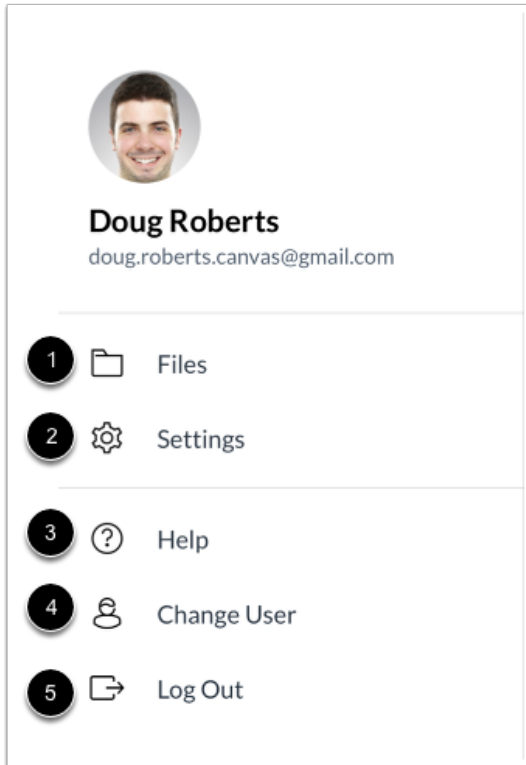 Doug Roberts
doug.roberts.canvas@gmail.com
1 Files
2 Settings
3 ? Help
4 Change User
5 Log Out